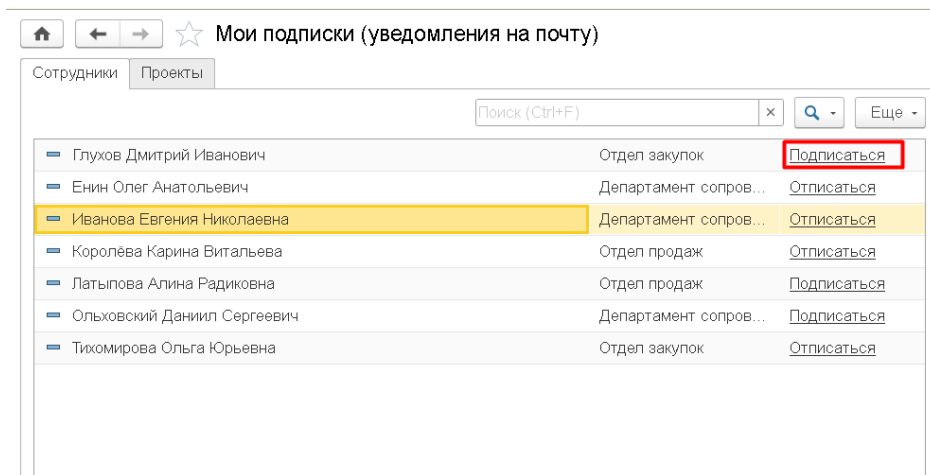 Мои подписки (уведомления на почту)
Сотрудники Проекты
Поиск (Ctrl+F) × Еще
Глухов Дмитрий Иванович Отдел закупок Подписаться
Енин Олег Анатольевич Департамент сопров... Отписаться
Иванова Евгения Николаевна Департамент сопров... Отписаться
Королёва Карина Витальева Отдел продаж Отписаться
Латыпова Алина Радиковна Отдел продаж Подписаться
Ольховский Даниил Сергеевич Департамент сопров... Подписаться
Тихомирова Ольга Юрьевна Отдел закупок Отписаться